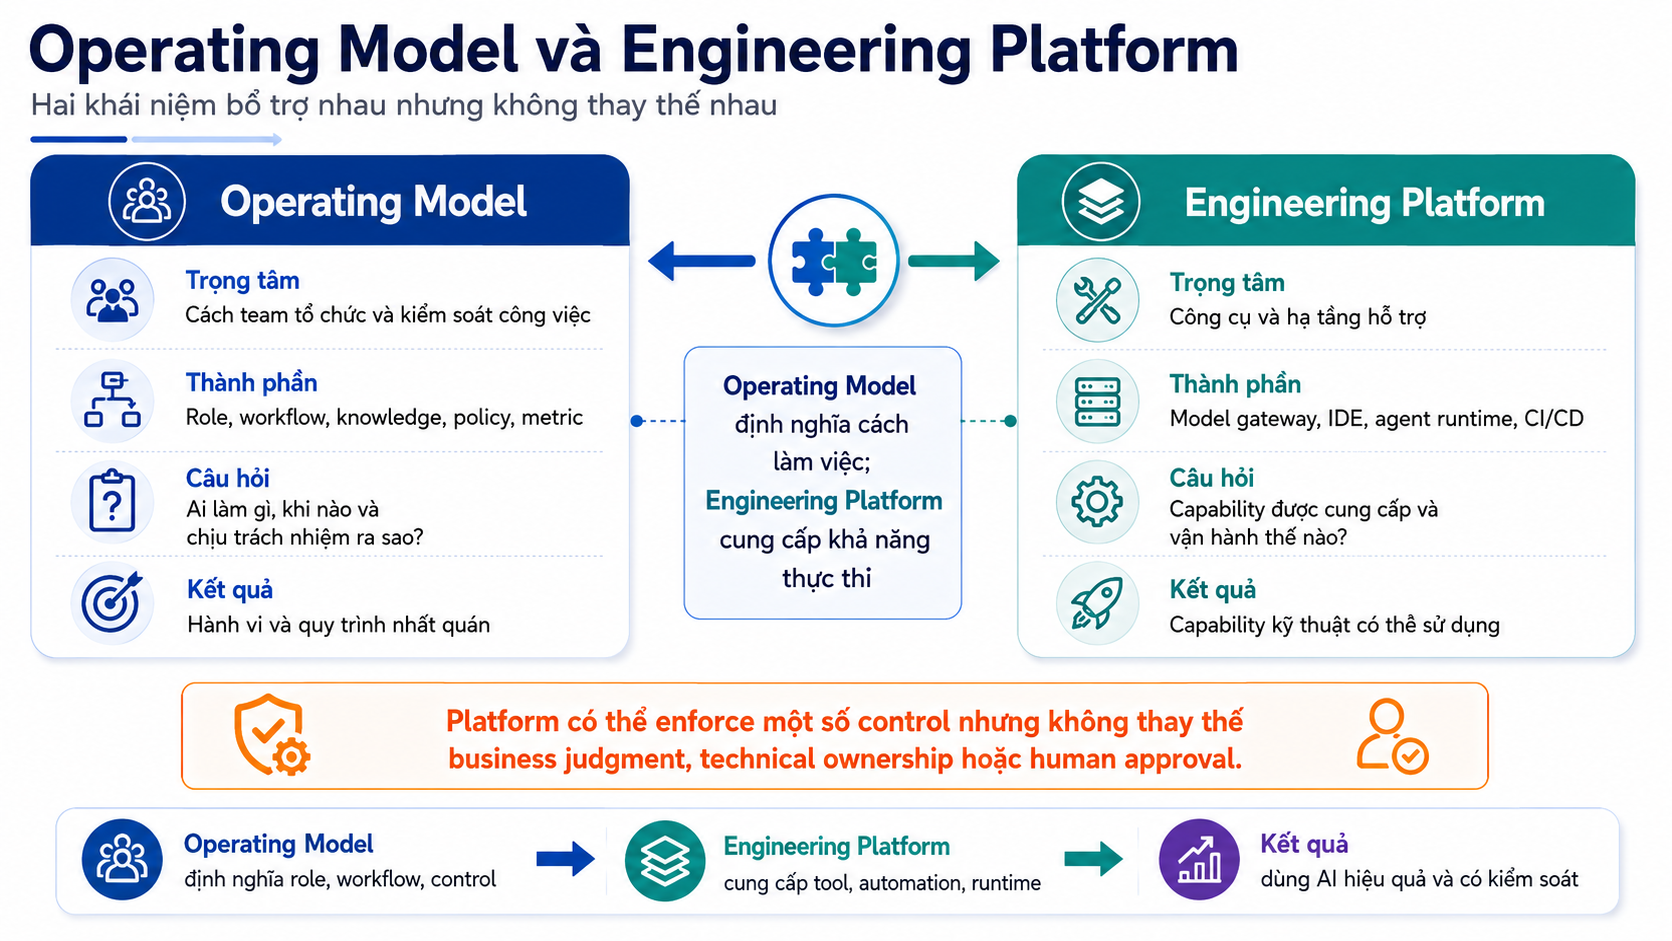 Operating Model và Engineering Platform
Hai khái niệm bổ trợ nhau nhưng không thay thế nhau
Operating Model
Trọng tâm
Cách team tổ chức và kiểm soát công việc
Thành phần
Role, workflow, knowledge, policy, metric
Câu hỏi
Ai làm gì, khi nào và
chịu trách nhiệm ra sao?
Kết quả
Hành vi và quy trình nhất quán
Operating Model
định nghĩa cách
làm việc;
Engineering Platform
cung cấp khả năng
thực thi
Engineering Platform
Trọng tâm
Công cụ và hạ tầng hỗ trợ
Thành phần
Model gateway, IDE, agent runtime, CI/CD
Câu hỏi
Capability được cung cấp và
vận hành thế nào?
Kết quả
Capability kỹ thuật có thể sử dụng
Platform có thể enforce một số control nhưng không thay thế
business judgment, technical ownership hoặc human approval.
Operating Model
định nghĩa role, workflow, control
Engineering Platform
cung cấp tool, automation, runtime
Kết quả
dùng AI hiệu quả và có kiểm soát